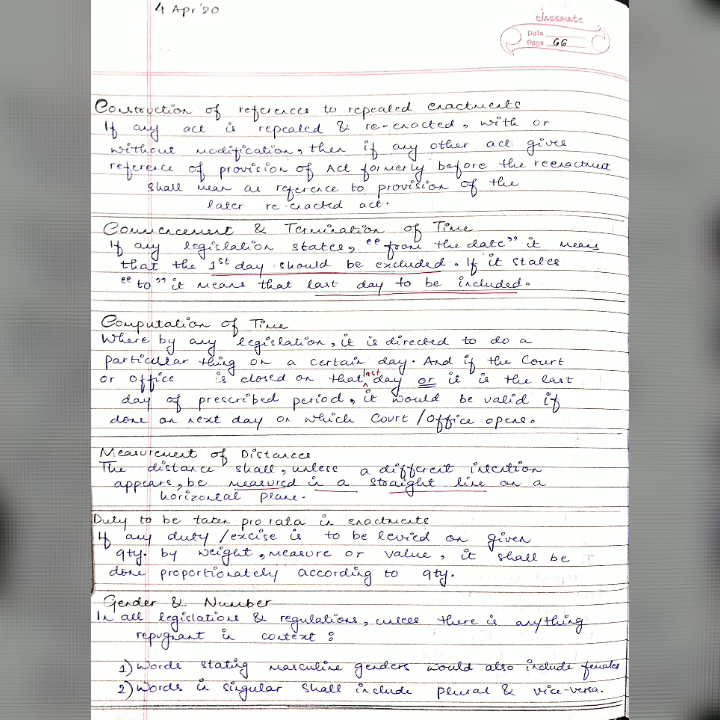 4 Apr'20
classmate
Date
Page 66
Construction of references to repealed enactments
If any act is repealed & re-enacted, with or
without modification, then if any other act gives
reference of provision of Act formerly before the reenactment
shall mean as reference to provision of the
later re-enacted act.
Commencement & Termination of Time
If any legislation states, "from the date" it means
that the 1st day should be excluded. If it states
"to" it means that last day to be included.
Computation of Time
Where by any legislation, it is directed to do a
particular thing on a certain day. And if the Court
or office is closed on that last day or it is the last
day of prescribed period, it would be valid if
done on next day on which Court/Office opens.
Measurement of Distances
The distance shall, unless a different intention
appears, be measured in a straight line on a
horizontal plane.
Duty to be taken pro rata in enactments
If any duty/excise is to be levied on given
qty. by weight, measure or value, it shall be
done proportionately according to qty.
Gender & Number
In all legislations & regulations, unless there is anything
repugnant in context:
1) Words stating masculine genders would also include females
2) Words in singular shall include plural & vice-versa.